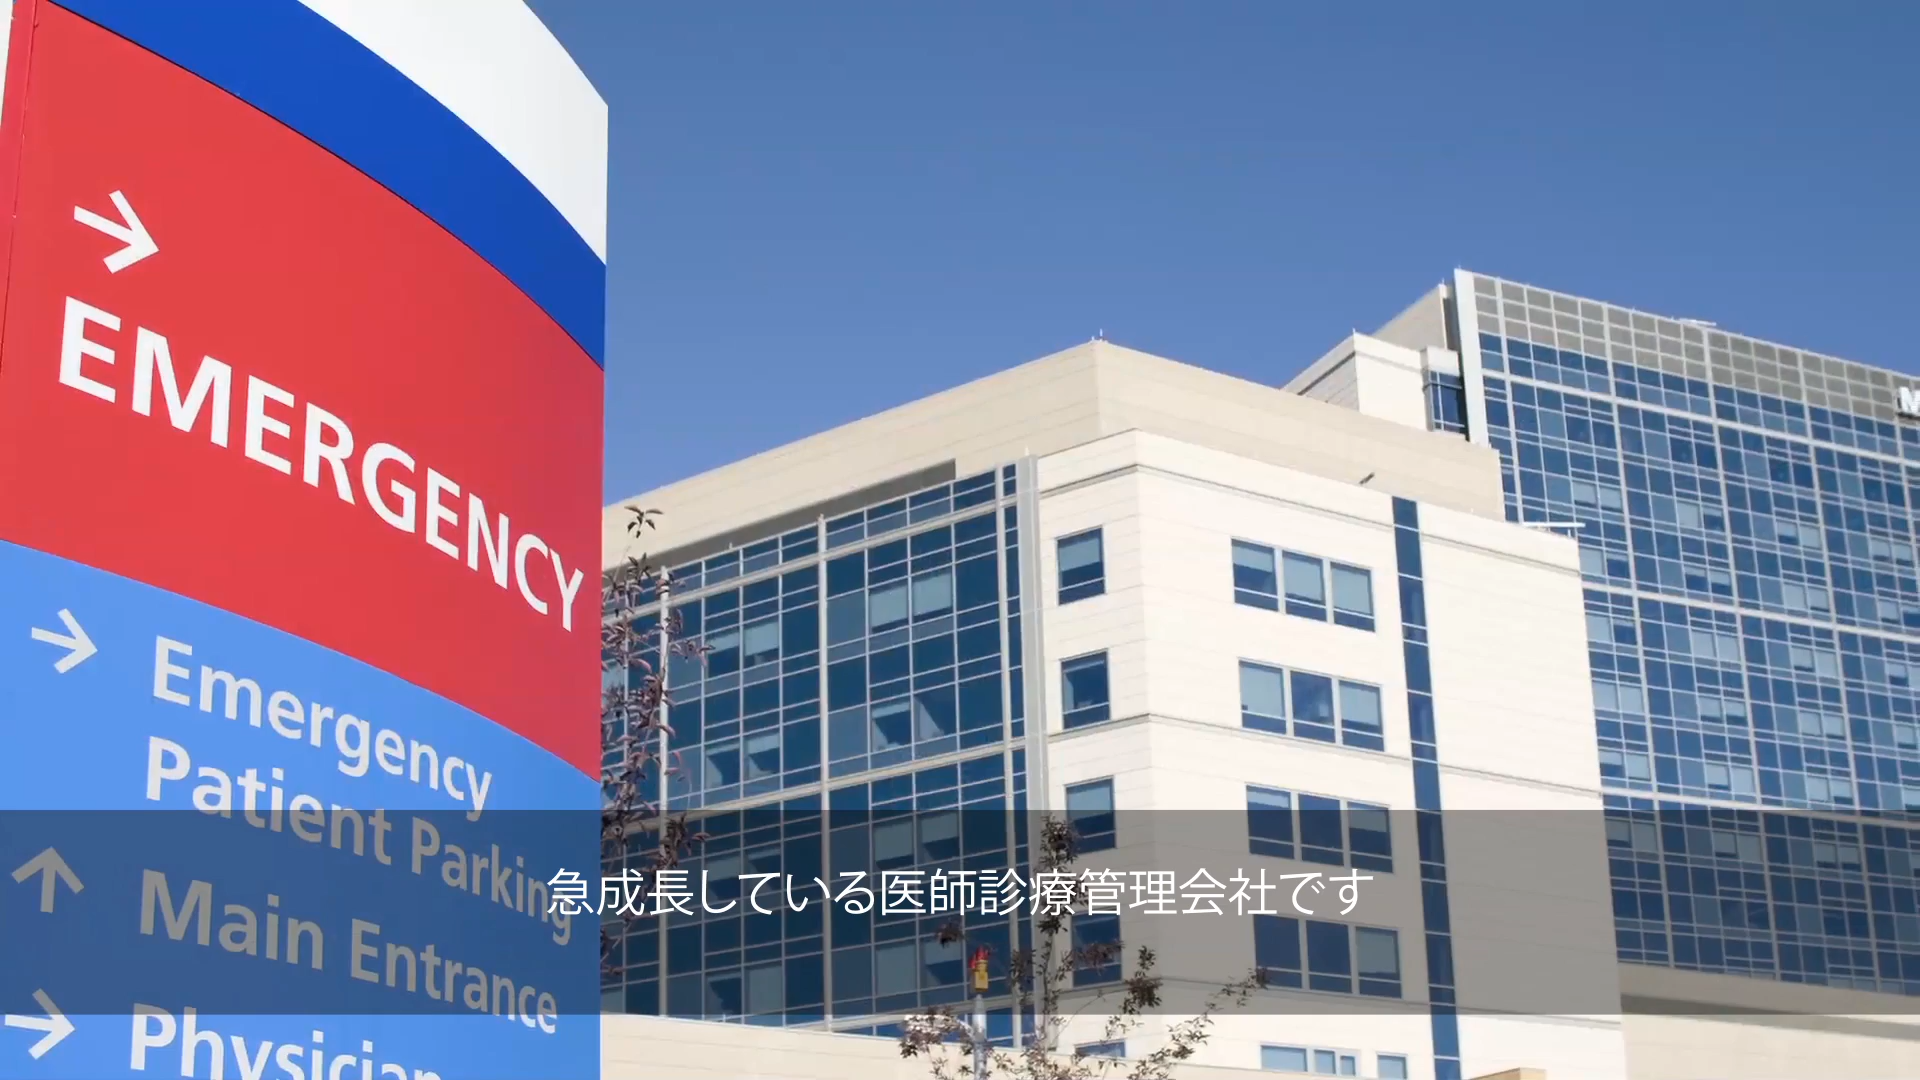 →
EMERGENCY
→ Emergency
Patient Parking
↑ Main Entrance
→ Physician
急成長している医師診療管理会社です